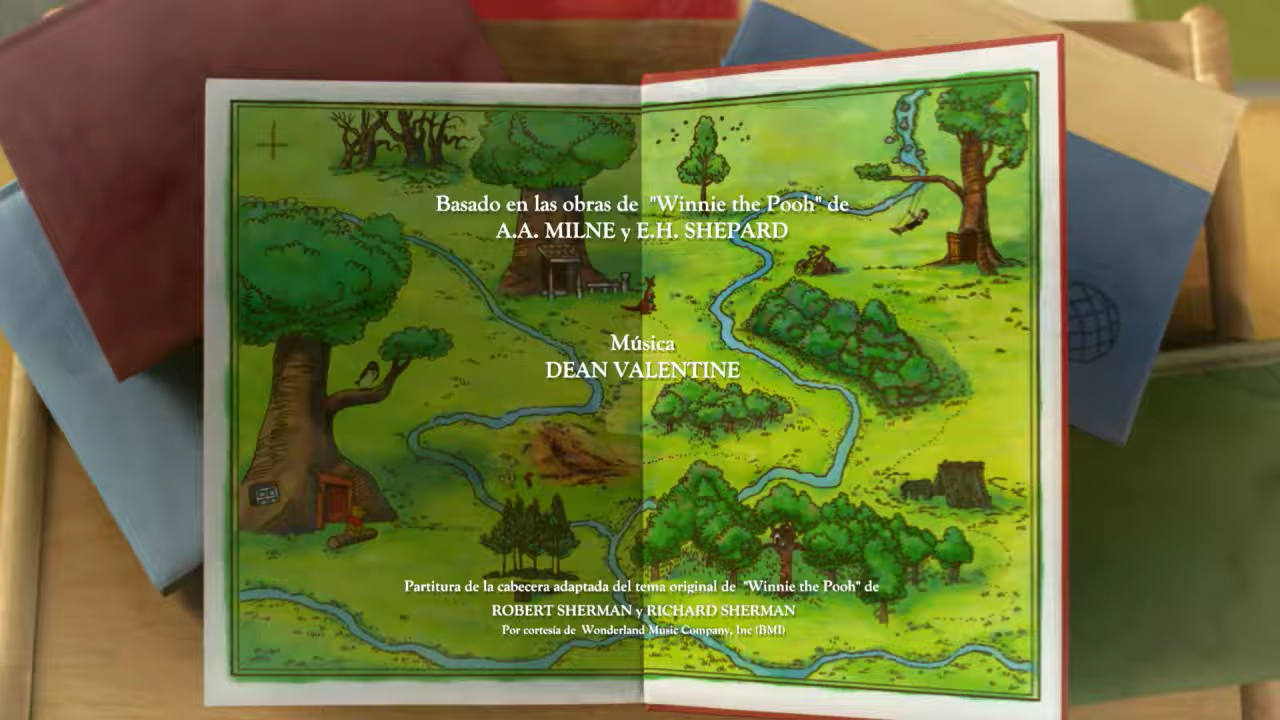 Basado en las obras de "Winnie the Pooh" de
A.A. MILNE y E.H. SHEPARD
Música
DEAN VALENTINE
Partitura de la cabecera adaptada del tema original de "Winnie the Pooh" de
ROBERT SHERMAN y RICHARD SHERMAN
Por cortesía de Wonderland Music Company, Inc (BMI)